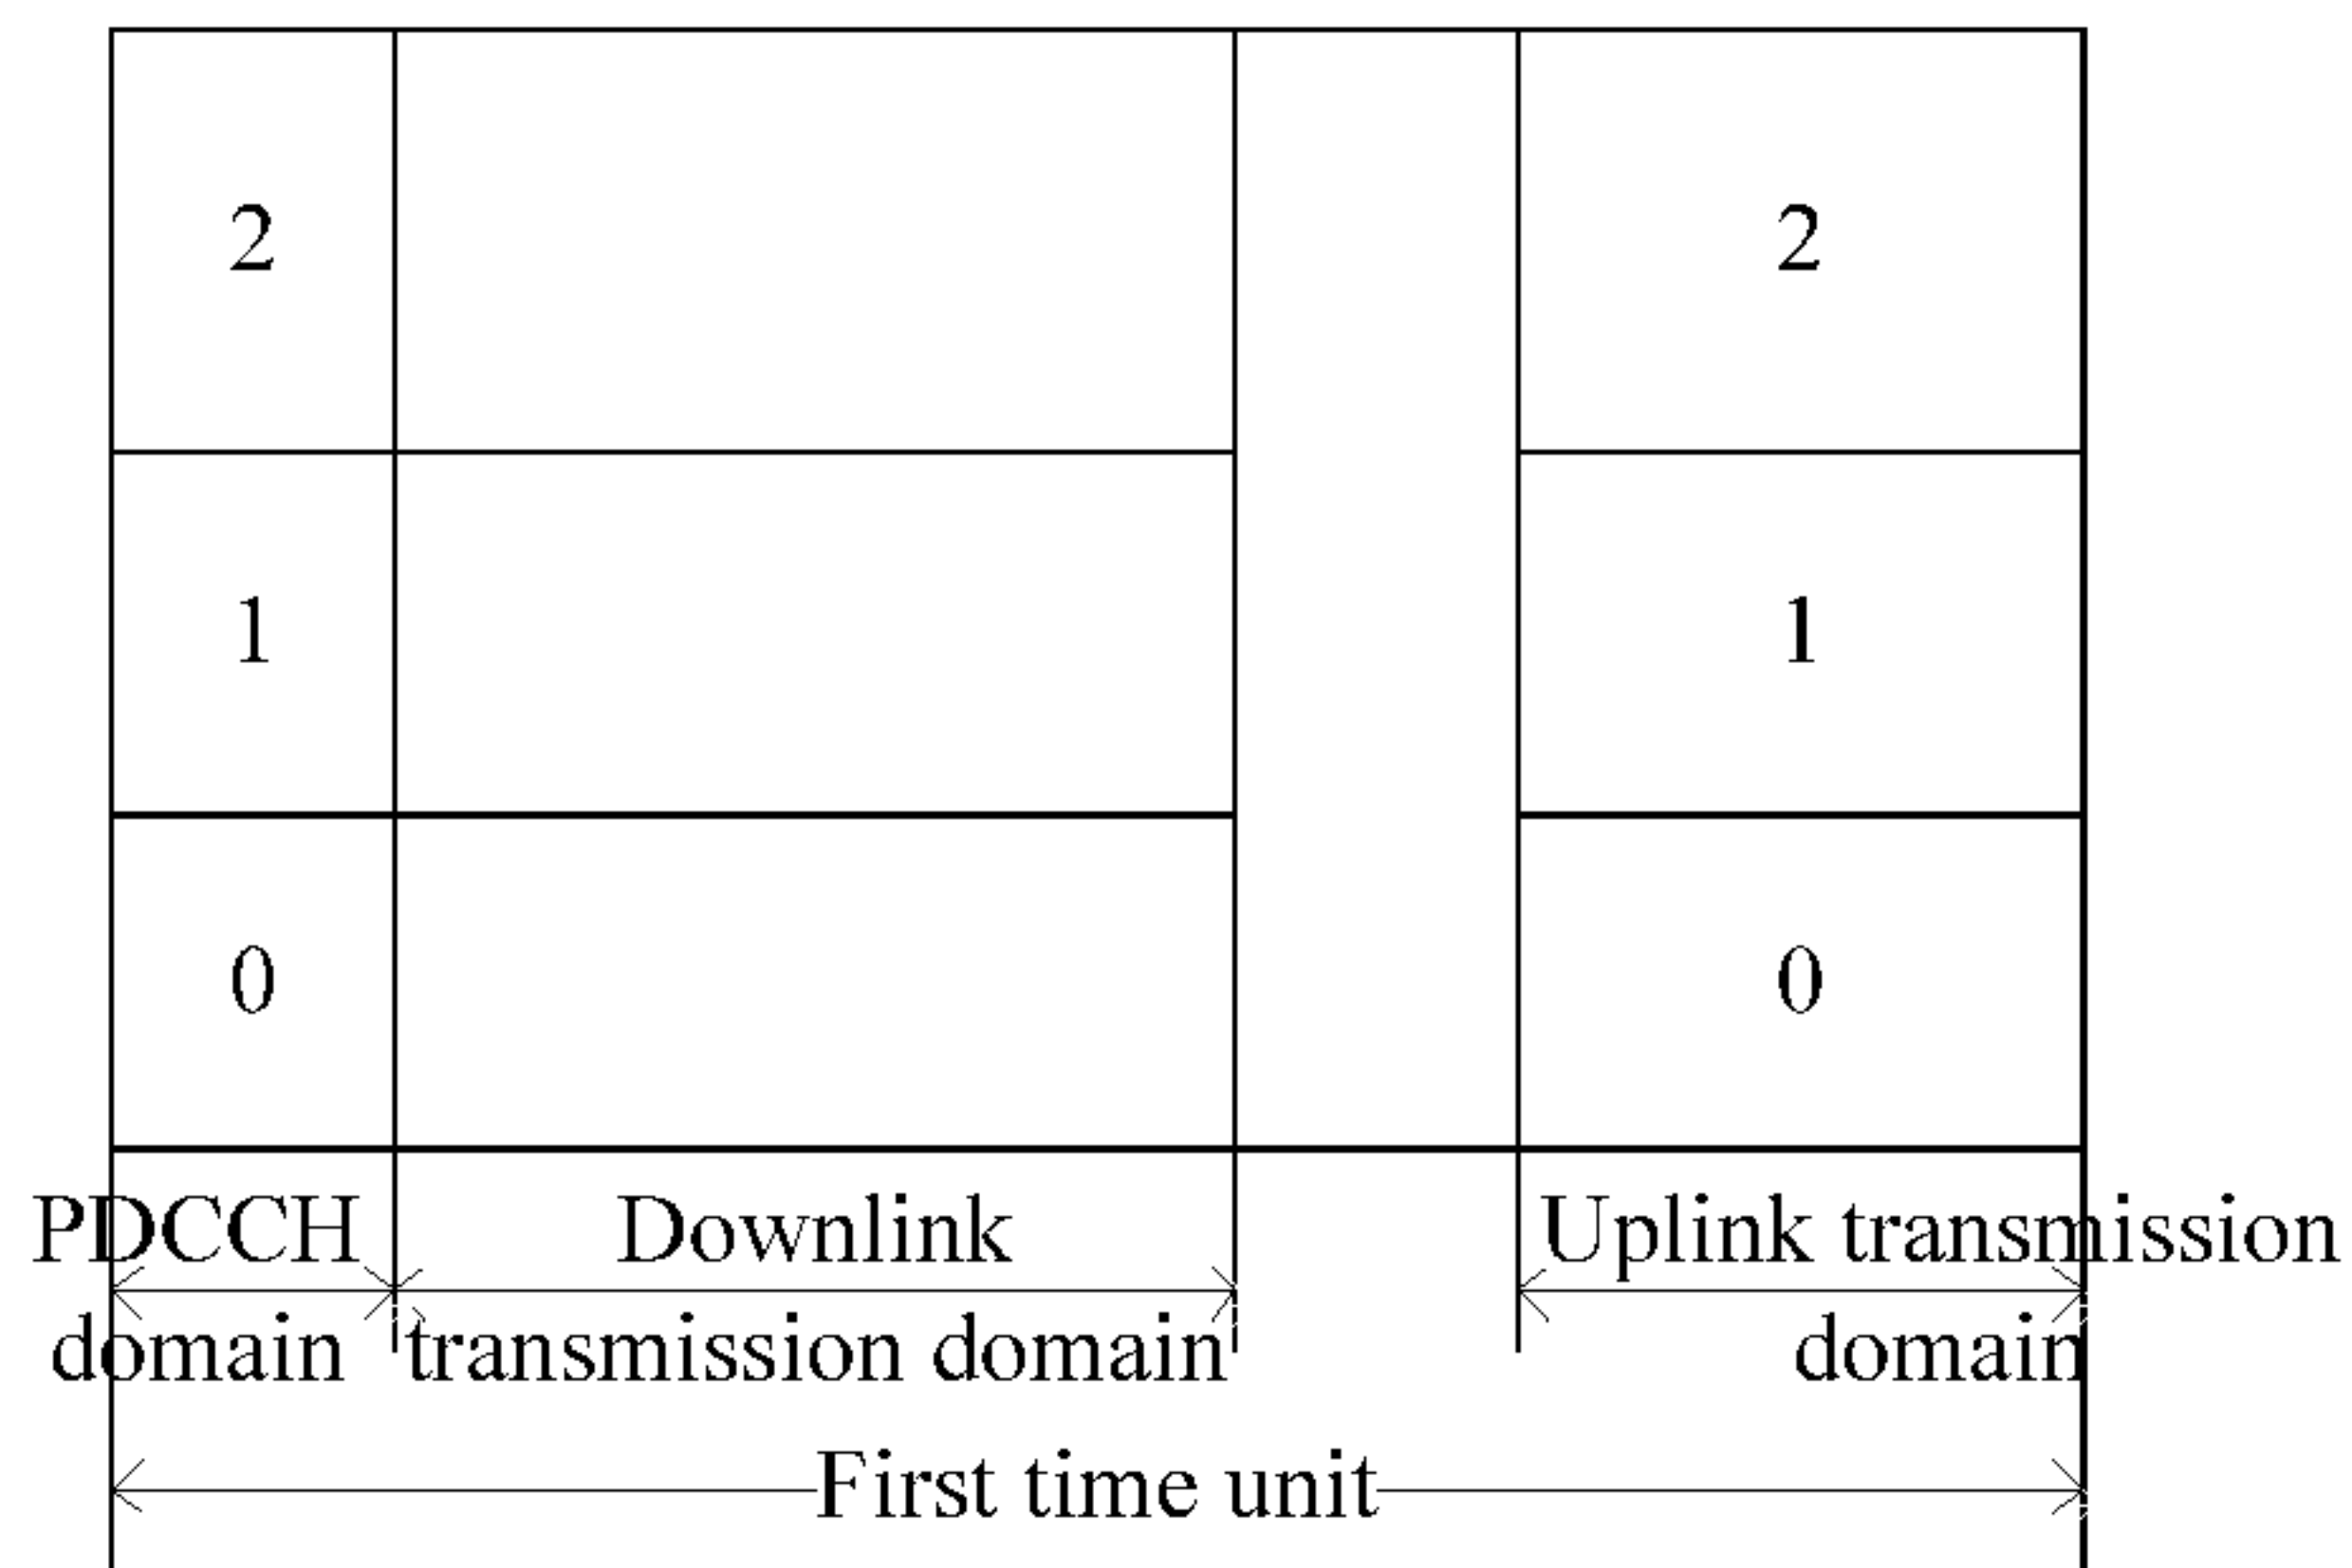 2
2
1
1
0
0
PDCCH
domain
Downlink
transmission domain
Uplink transmission
domain
First time unit